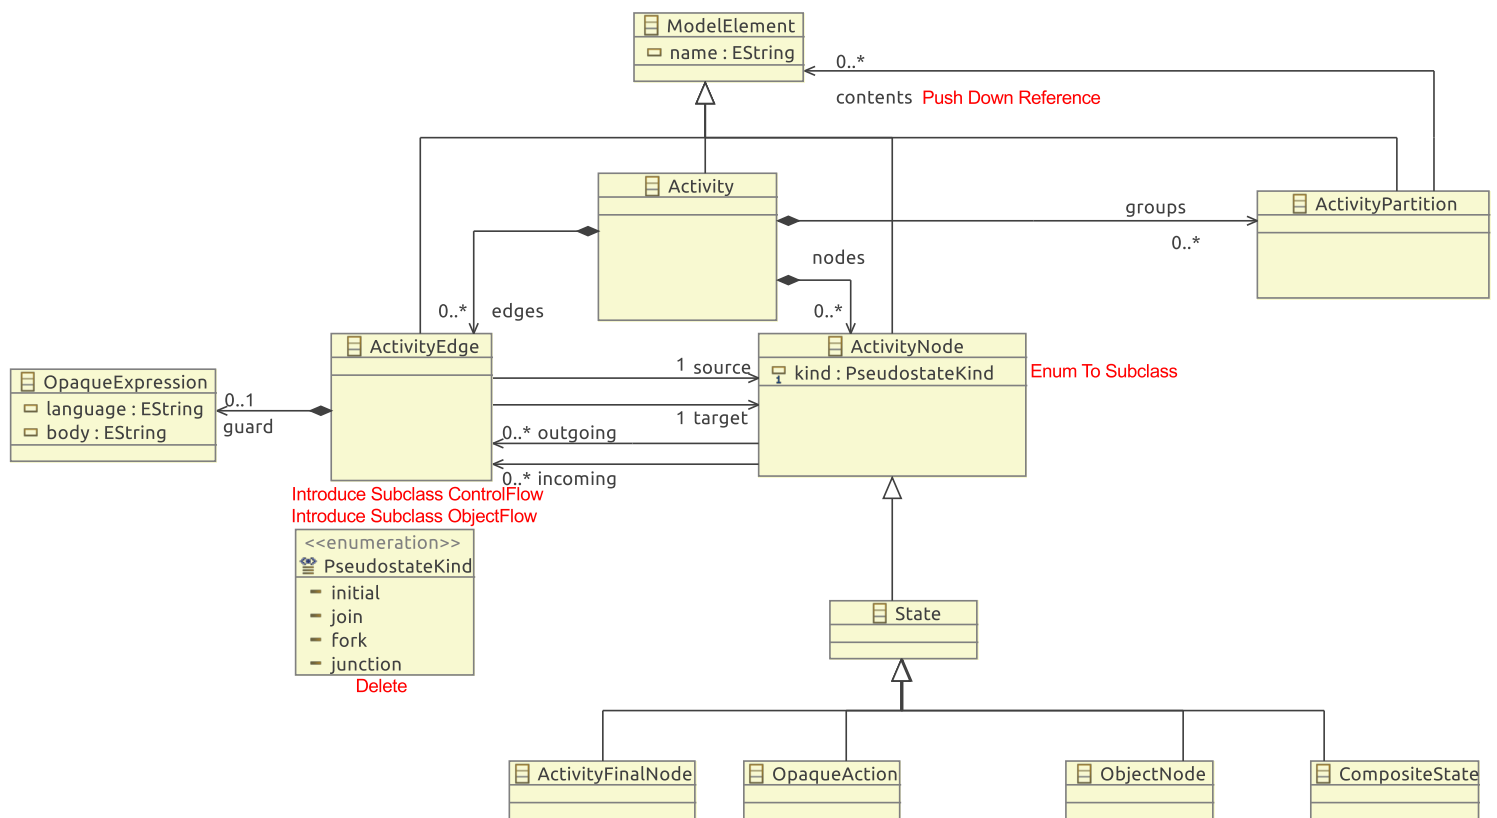 ModelElement
name : EString
0..*
contents Push Down Reference
Activity
groups
0..*
ActivityPartition
nodes
0..*
0..* edges
ActivityEdge
ActivityNode
kind : PseudostateKind
1
Enum To Subclass
1 source
1 target
0..* outgoing
0..* incoming
OpaqueExpression
language : EString
body : EString
0..1
guard
Introduce Subclass ControlFlow
Introduce Subclass ObjectFlow
<<enumeration>>
PseudostateKind
initial
join
fork
junction
Delete
State
ActivityFinalNode
OpaqueAction
ObjectNode
CompositeState